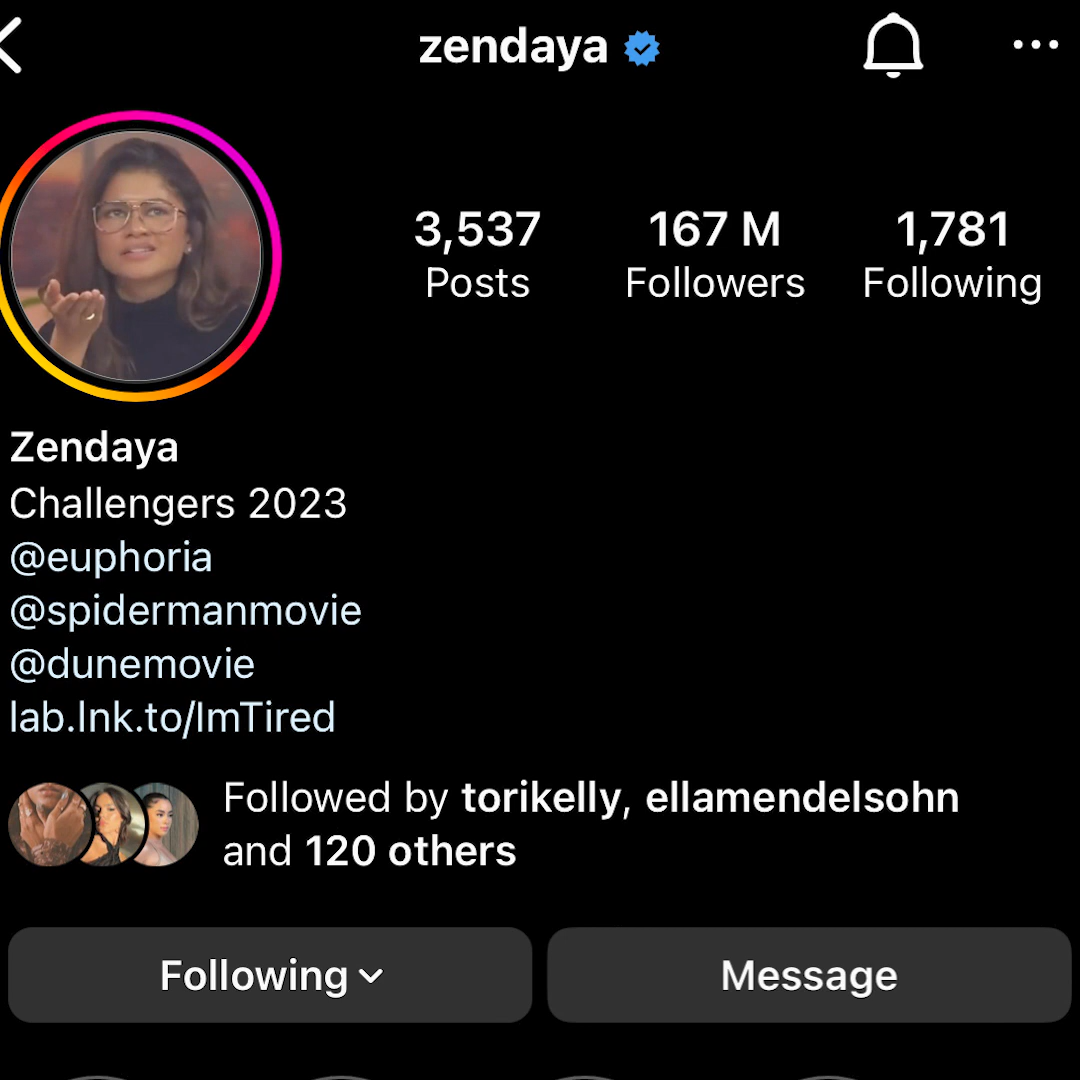 zendaya
3,537 167 M 1,781
Posts Followers Following
Zendaya
Challengers 2023
@euphoria
@spidermanmovie
@dunemovie
lab.lnk.to/ImTired
Followed by torikelly, ellamendelsohn
and 120 others
Following Message